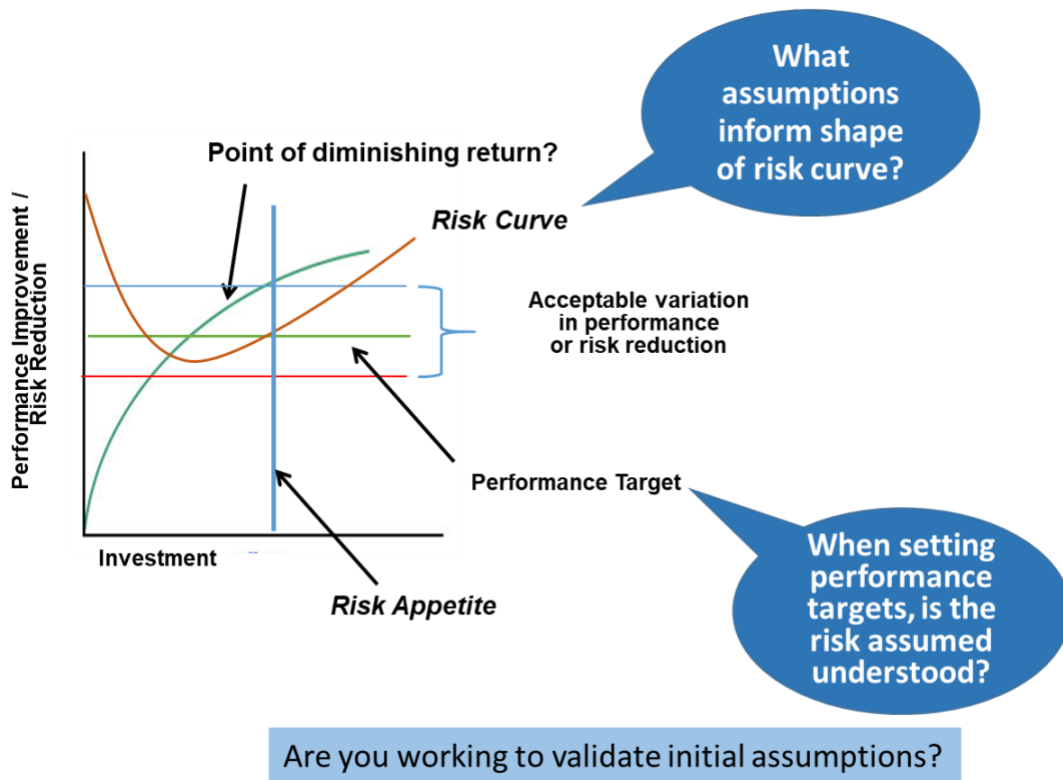 What
assumptions
inform shape
of risk curve?
Point of diminishing return?
Risk Curve
Performance Improvement /
Risk Reduction
Acceptable variation
in performance
or risk reduction
Performance Target
Investment
Risk Appetite
When setting
performance
targets, is the
risk assumed
understood?
Are you working to validate initial assumptions?